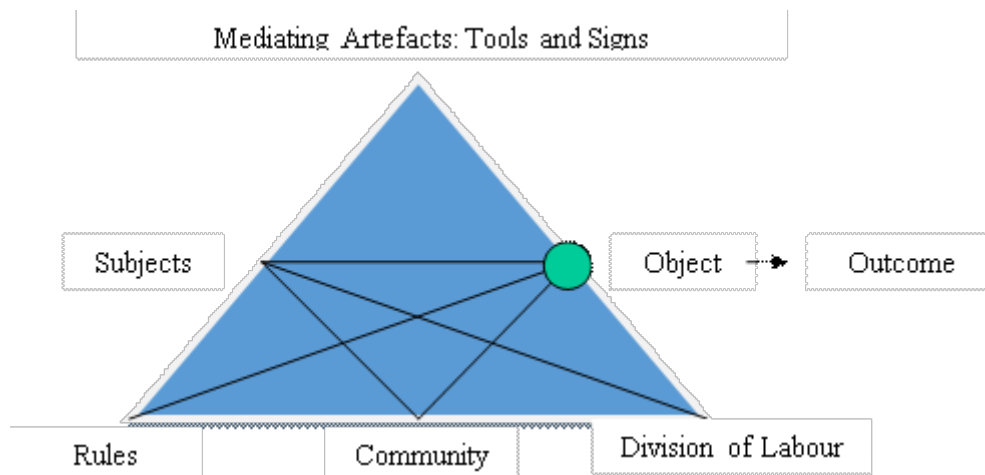 Mediating Artefacts: Tools and Signs
Subjects
Object
Outcome
Rules
Community
Division of Labour